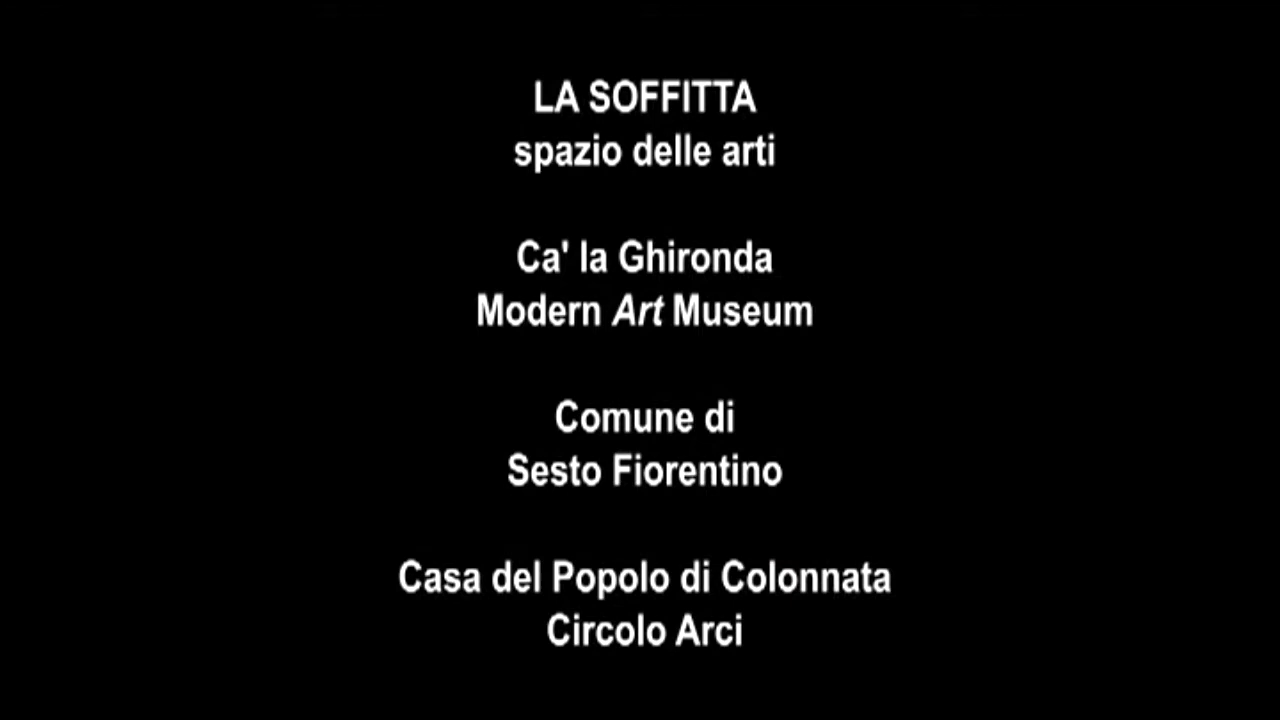 LA SOFFITTA
spazio delle arti
Ca' la Ghironda
Modern Art Museum
Comune di
Sesto Fiorentino
Casa del Popolo di Colonnata
Circolo Arci